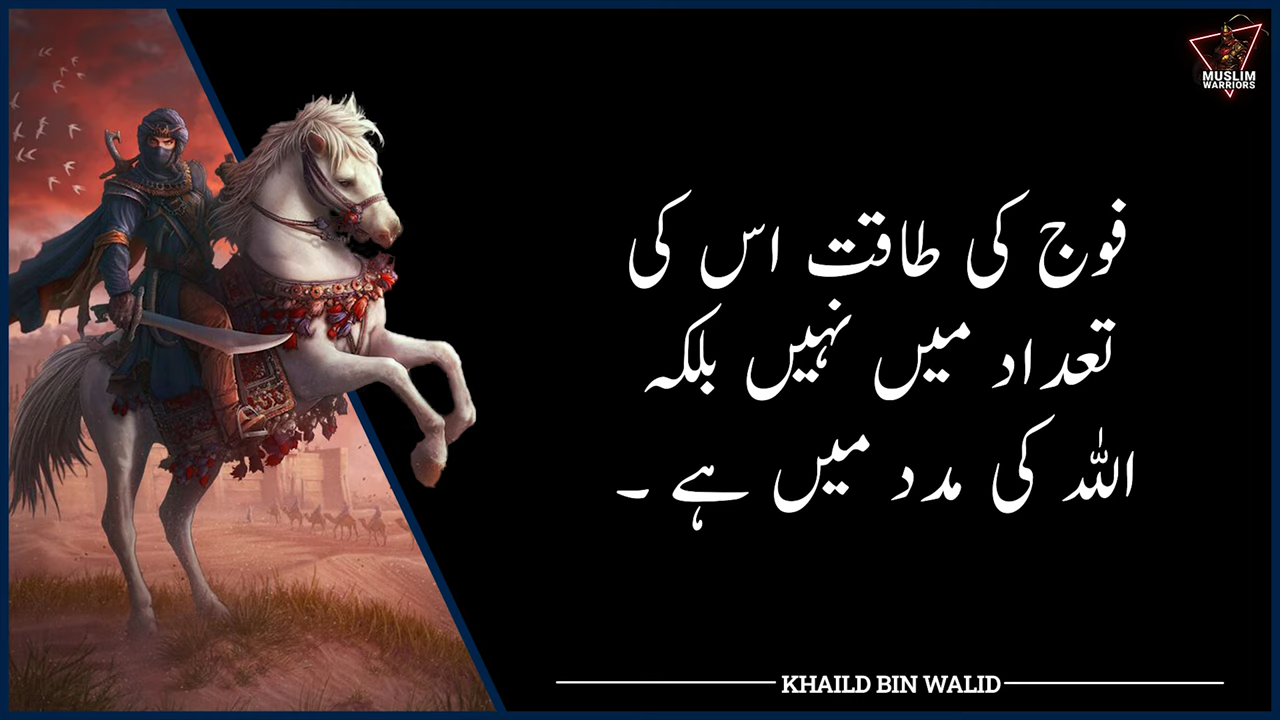 MUSLIM
WARRIORS
فوج کی طاقت اس کی
تعداد میں نہیں بلکہ
اللہ کی مدد میں ہے ۔
KHAILD BIN WALID